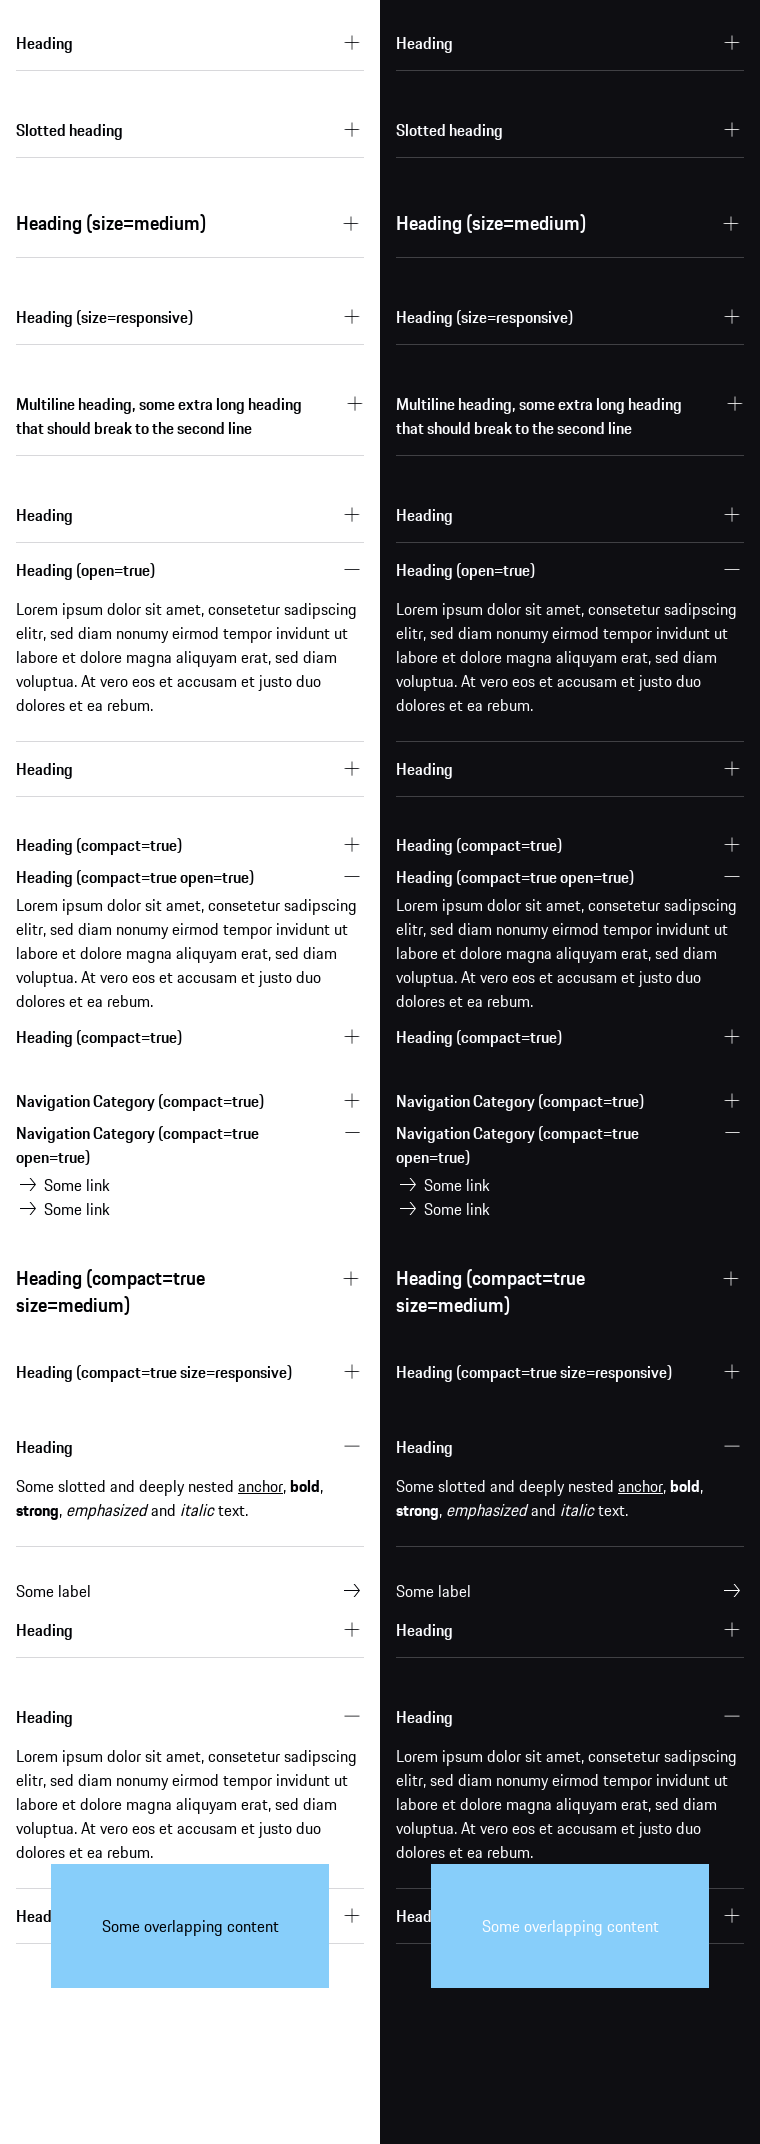 Heading
Slotted heading
Heading (size=medium)
Heading (size=responsive)
Multiline heading, some extra long heading
that should break to the second line
Heading
Heading (open=true)
Lorem ipsum dolor sit amet, consetetur sadipscing
elitr, sed diam nonumy eirmod tempor invidunt ut
labore et dolore magna aliquyam erat, sed diam
voluptua. At vero eos et accusam et justo duo
dolores et ea rebum.
Heading
Heading (compact=true)
Heading (compact=true open=true)
Lorem ipsum dolor sit amet, consetetur sadipscing
elitr, sed diam nonumy eirmod tempor invidunt ut
labore et dolore magna aliquyam erat, sed diam
voluptua. At vero eos et accusam et justo duo
dolores et ea rebum.
Heading (compact=true)
Navigation Category (compact=true)
Navigation Category (compact=true
open=true)
Some link
Some link
Heading (compact=true
size=medium)
Heading (compact=true size=responsive)
Heading
Some slotted and deeply nested anchor, bold,
strong, emphasized and italic text.
Some label
Heading
Heading
Lorem ipsum dolor sit amet, consetetur sadipscing
elitr, sed diam nonumy eirmod tempor invidunt ut
labore et dolore magna aliquyam erat, sed diam
voluptua. At vero eos et accusam et justo duo
dolores et ea rebum.
Head
Some overlapping content
Heading
Slotted heading
Heading (size=medium)
Heading (size=responsive)
Multiline heading, some extra long heading
that should break to the second line
Heading
Heading (open=true)
Lorem ipsum dolor sit amet, consetetur sadipscing
elitr, sed diam nonumy eirmod tempor invidunt ut
labore et dolore magna aliquyam erat, sed diam
voluptua. At vero eos et accusam et justo duo
dolores et ea rebum.
Heading
Heading (compact=true)
Heading (compact=true open=true)
Lorem ipsum dolor sit amet, consetetur sadipscing
elitr, sed diam nonumy eirmod tempor invidunt ut
labore et dolore magna aliquyam erat, sed diam
voluptua. At vero eos et accusam et justo duo
dolores et ea rebum.
Heading (compact=true)
Navigation Category (compact=true)
Navigation Category (compact=true
open=true)
Some link
Some link
Heading (compact=true
size=medium)
Heading (compact=true size=responsive)
Heading
Some slotted and deeply nested anchor, bold,
strong, emphasized and italic text.
Some label
Heading
Heading
Lorem ipsum dolor sit amet, consetetur sadipscing
elitr, sed diam nonumy eirmod tempor invidunt ut
labore et dolore magna aliquyam erat, sed diam
voluptua. At vero eos et accusam et justo duo
dolores et ea rebum.
Head
Some overlapping content